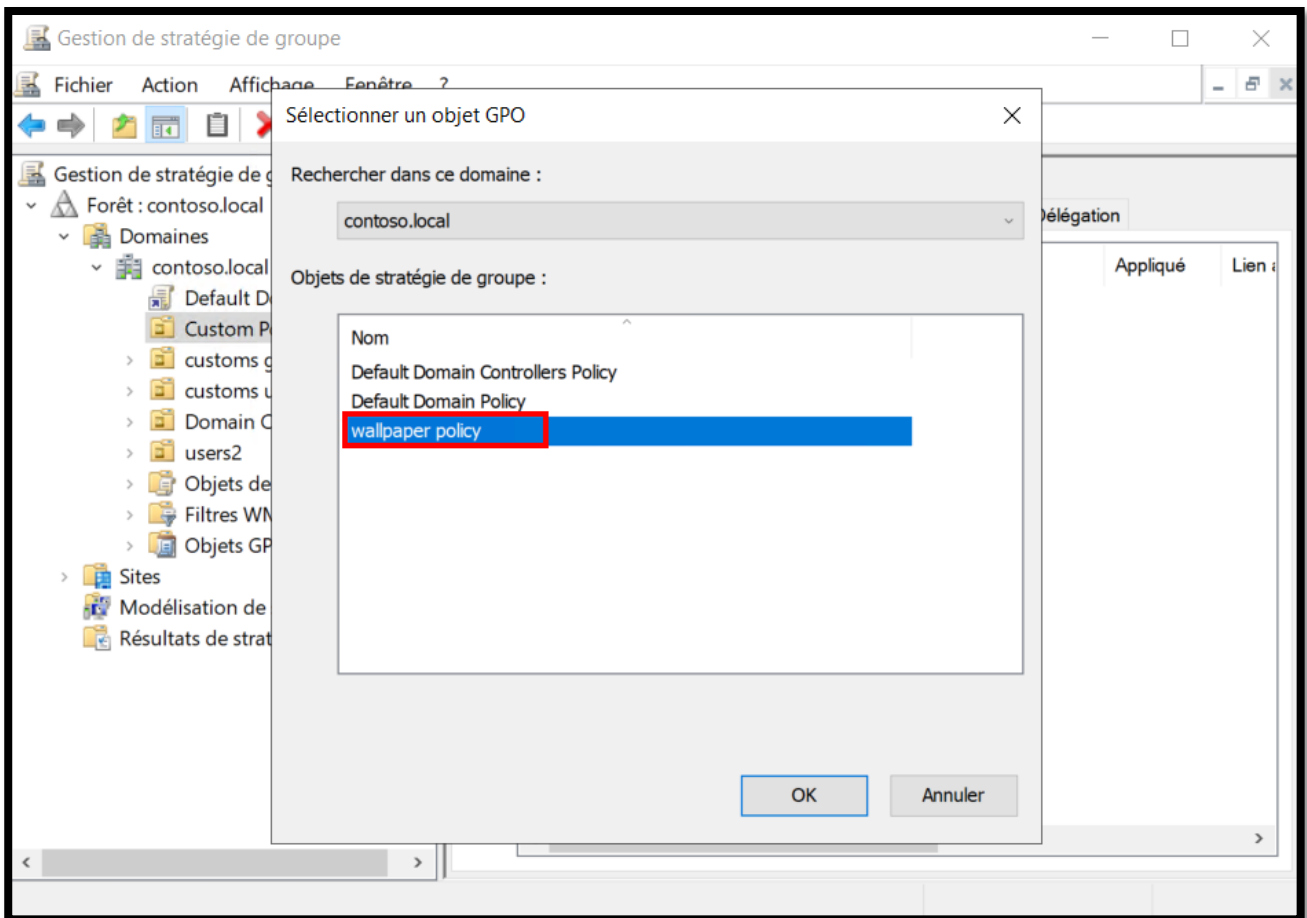 Gestion de stratégie de groupe
Fichier Action Affichage Fenêtre ?
Sélectionner un objet GPO
Rechercher dans ce domaine :
contoso.local
Objets de stratégie de groupe :
Nom
Default Domain Controllers Policy
Default Domain Policy
wallpaper policy
OK Annuler
Gestion de stratégie de
Forêt : contoso.local
Domaines
contoso.local
Default D
Custom P
customs g
customs u
Domain C
users2
Objets de
Filtres WM
Objets GP
Sites
Modélisation de
Résultats de strat
Délégation
Appliqué Lien